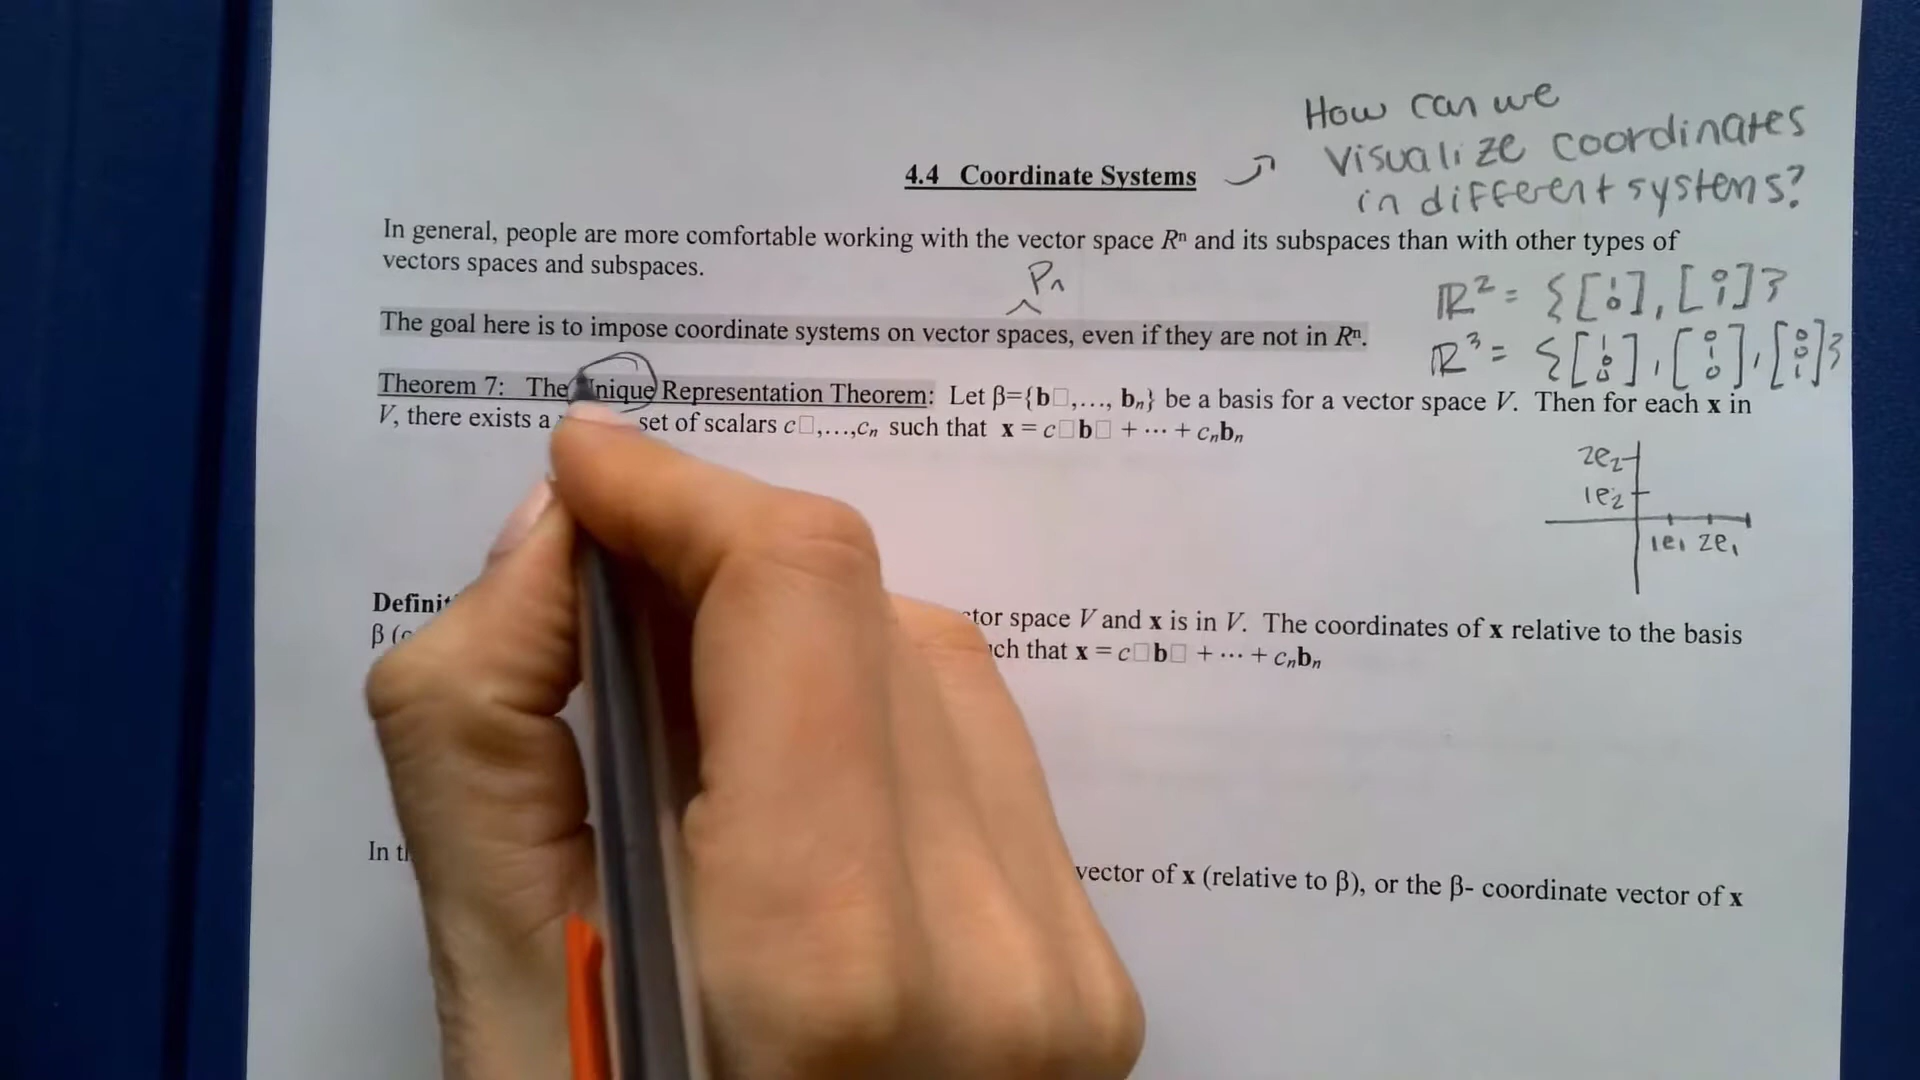 How can we
visualize coordinates
in different systems?
4.4 Coordinate Systems
In general, people are more comfortable working with the vector space Rⁿ and its subspaces than with other types of
vectors spaces and subspaces.
Pn
ℝ² = {[1 0], [0 1]}
The goal here is to impose coordinate systems on vector spaces, even if they are not in Rⁿ.
ℝ³ = {[1 0 0], [0 1 0], [0 0 1]}
Theorem 7: The Unique Representation Theorem: Let β={b□,…, bₙ} be a basis for a vector space V. Then for each x in
V, there exists a set of scalars c□,…,cₙ such that x = c□b□ + ⋯ + cₙbₙ
2e₂
1e₂
1e₁ 2e₁
tor space V and x is in V. The coordinates of x relative to the basis
β ch that x = c□b□ + ⋯ + cₙbₙ
In vector of x (relative to β), or the β- coordinate vector of x